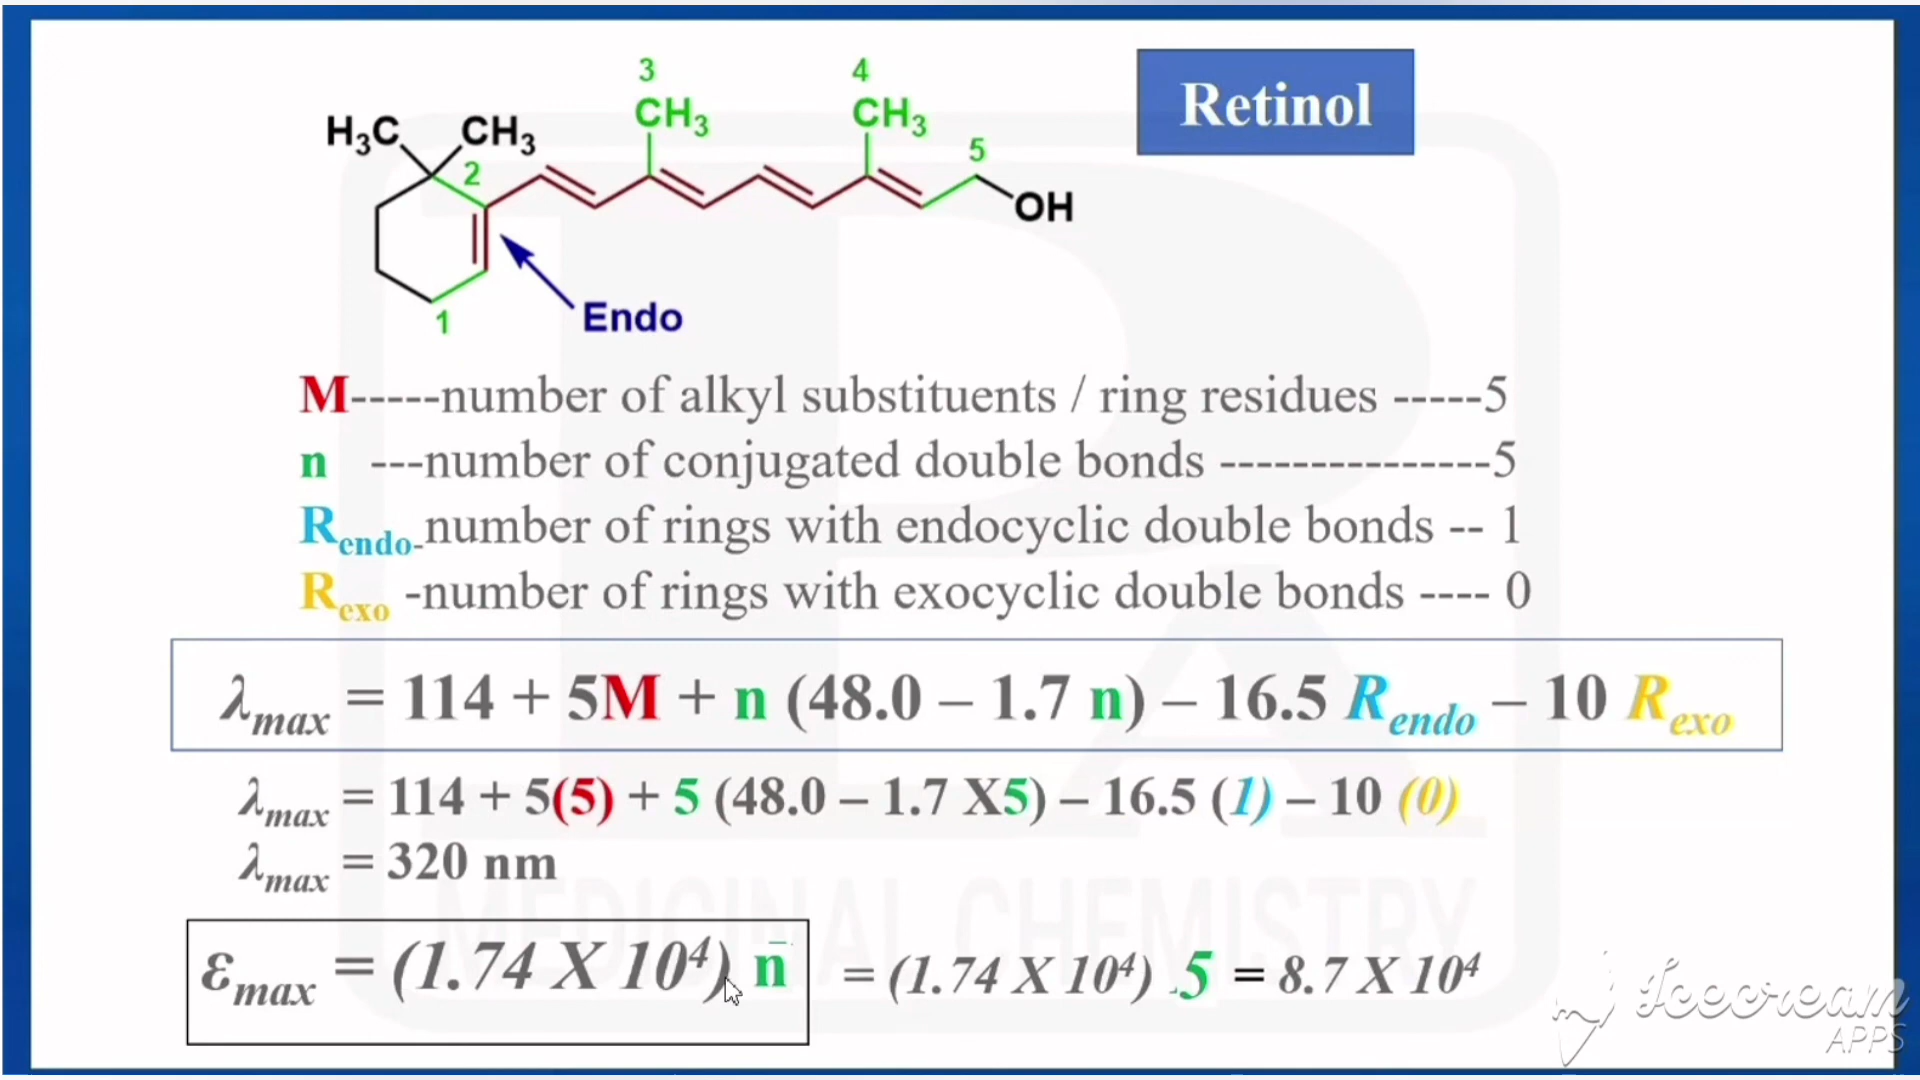 Retinol
3
4
CH3
CH3
5
H3C
CH3
2
OH
1
Endo
M-----number of alkyl substituents / ring residues -----5
n ---number of conjugated double bonds ---------------5
Rendo-number of rings with endocyclic double bonds -- 1
Rexo -number of rings with exocyclic double bonds ---- 0
λmax = 114 + 5M + n (48.0 – 1.7 n) – 16.5 Rendo – 10 Rexo
λmax = 114 + 5(5) + 5 (48.0 – 1.7 X5) – 16.5 (1) – 10 (0)
λmax = 320 nm
εmax = (1.74 X 10⁴) n = (1.74 X 10⁴) .5 = 8.7 X 10⁴
MEDICINAL CHEMISTRY
Icecream
APPS